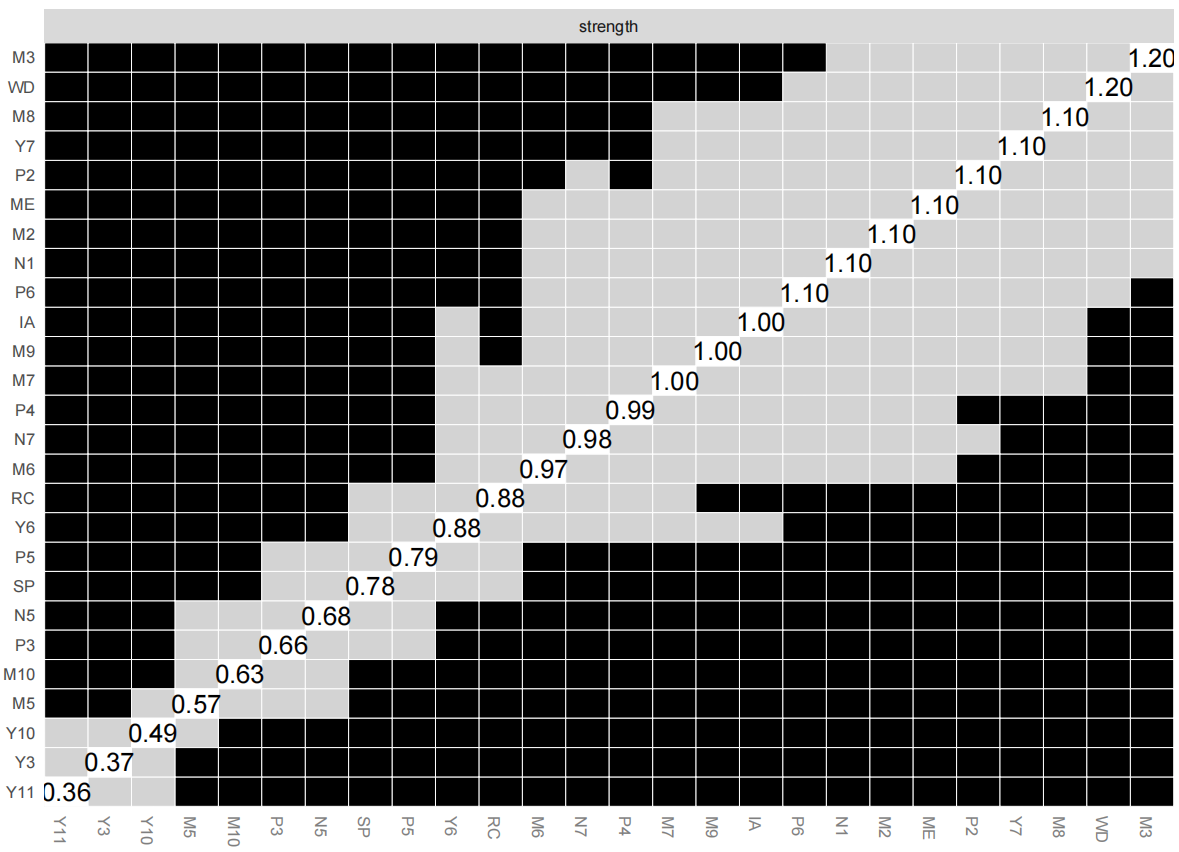 strength
M3 1.20
WD 1.20
M8 1.10
Y7 1.10
P2 1.10
ME 1.10
M2 1.10
N1 1.10
P6 1.10
IA 1.00
M9 1.00
M7 1.00
P4 0.99
N7 0.98
M6 0.97
RC 0.88
Y6 0.88
P5 0.79
SP 0.78
N5 0.68
P3 0.66
M10 0.63
M5 0.57
Y10 0.49
Y3 0.37
Y11 0.36
Y11 Y3 Y10 M5 M10 P3 N5 SP P5 Y6 RC M6 N7 P4 M7 M9 IA P6 N1 M2 ME P2 Y7 M8 WD M3